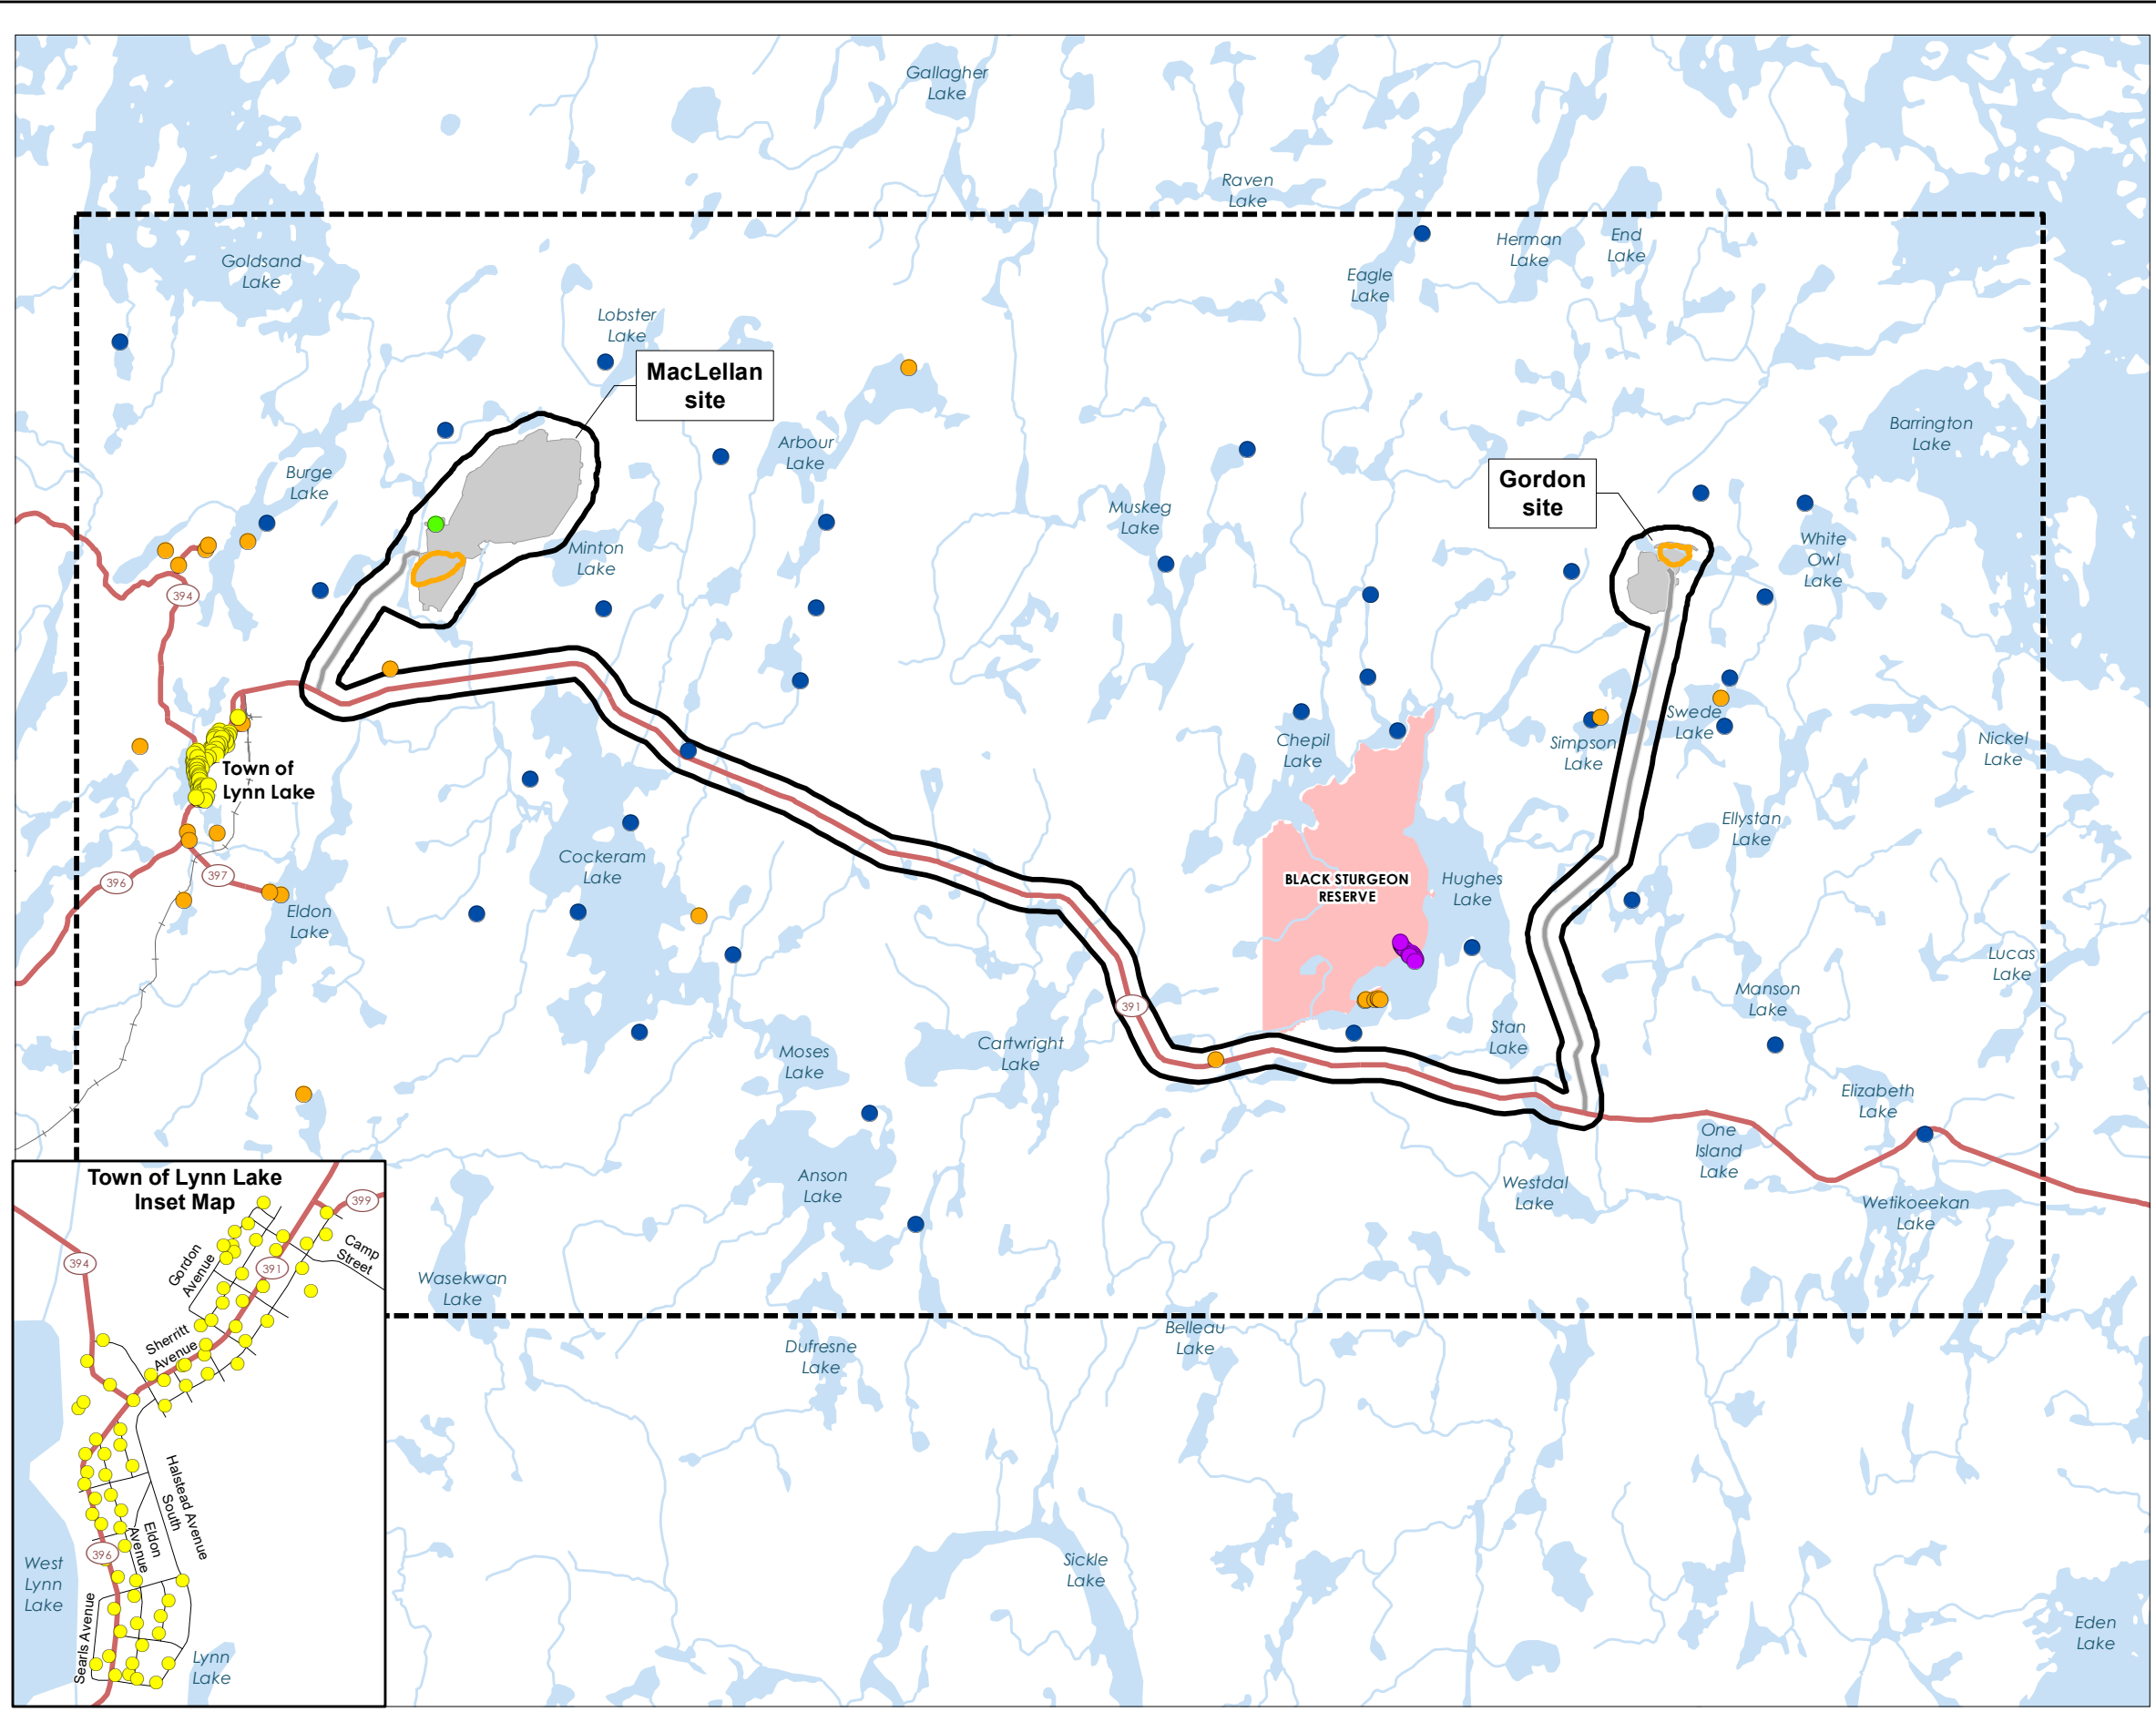 Gallagher
Lake
Raven
Lake
Goldsand
Lake
Eagle
Lake
Herman
Lake
End
Lake
Lobster
Lake
MacLellan
site
Arbour
Lake
Burge
Lake
Barrington
Lake
Gordon
site
Muskeg
Lake
Minton
Lake
White
Owl
Lake
394
Simpson
Lake
Swede
Lake
Chepil
Lake
Nickel
Lake
Town of
Lynn Lake
Ellystan
Lake
396
397
Cockeram
Lake
BLACK STURGEON
RESERVE
Hughes
Lake
Eldon
Lake
Lucas
Lake
Manson
Lake
391
Stan
Lake
Moses
Lake
Cartwright
Lake
Elizabeth
Lake
One
Island
Lake
Anson
Lake
Westdal
Lake
Wetikoeekan
Lake
Wasekwan
Lake
Belleau
Lake
Dufresne
Lake
Sickle
Lake
Eden
Lake
Town of Lynn Lake
Inset Map
399
394
Gordon
Avenue
Camp
Street
391
Sherritt
Avenue
Halstead Avenue
South
Eldon
Avenue
396
West
Lynn
Lake
Searls Avenue
Lynn
Lake